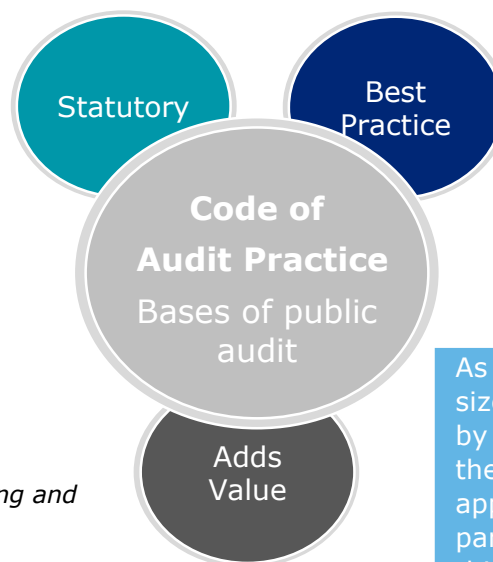 Statutory
Best
Practice
Code of
Audit Practice
Bases of public
audit
Adds
Value
ng and
As
size
by
the
app
par